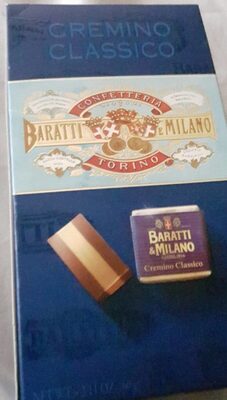 CREMINO
CLASSICO
CONFETTERIA
BARATTI & MILANO
TORINO
BARATTI
& MILANO
Cremino Classico